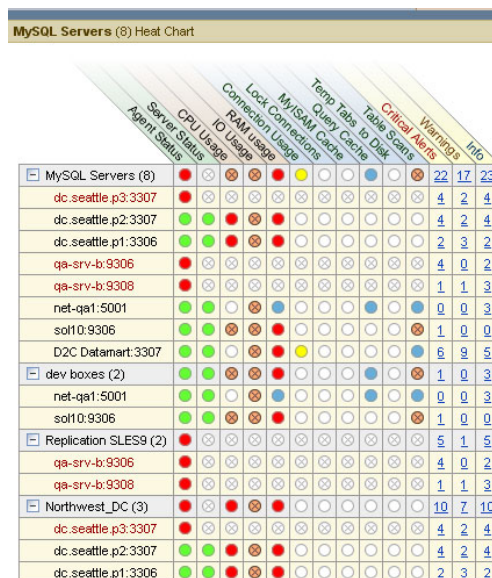 MySQL Servers (8) Heat Chart
Agent Status
Server Status
CPU Usage
IO Usage
RAM usage
Connection Usage
Lock Connections
MyISAM Cache
Query Cache
Temp Tabs. to Disk
Table Scans
Critical Alerts
Warnings
Info
MySQL Servers (8) 22 17 23
dc.seattle.p3:3307 4 2 4
dc.seattle.p2:3307 4 2 4
dc.seattle.p1:3306 2 3 2
qa-srv-b:9306 4 0 2
qa-srv-b:9308 1 1 3
net-qa1:5001 0 0 3
sol10:9306 1 0 0
D2C Datamart:3307 6 9 5
dev boxes (2) 1 0 3
net-qa1:5001 0 0 3
sol10:9306 1 0 0
Replication SLES9 (2) 5 1 5
qa-srv-b:9306 4 0 2
qa-srv-b:9308 1 1 3
Northwest_DC (3) 10 7 10
dc.seattle.p3:3307 4 2 4
dc.seattle.p2:3307 4 2 4
dc.seattle.p1:3306 2 3 2